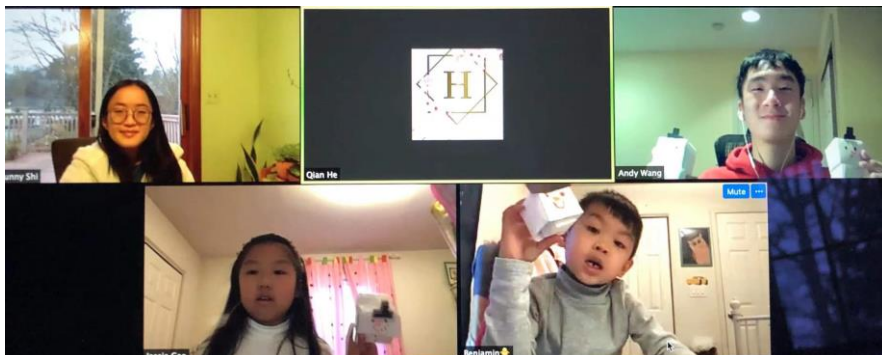 unny Shi
H
Qian He
Andy Wang
Mute ...
Benjamin🐥